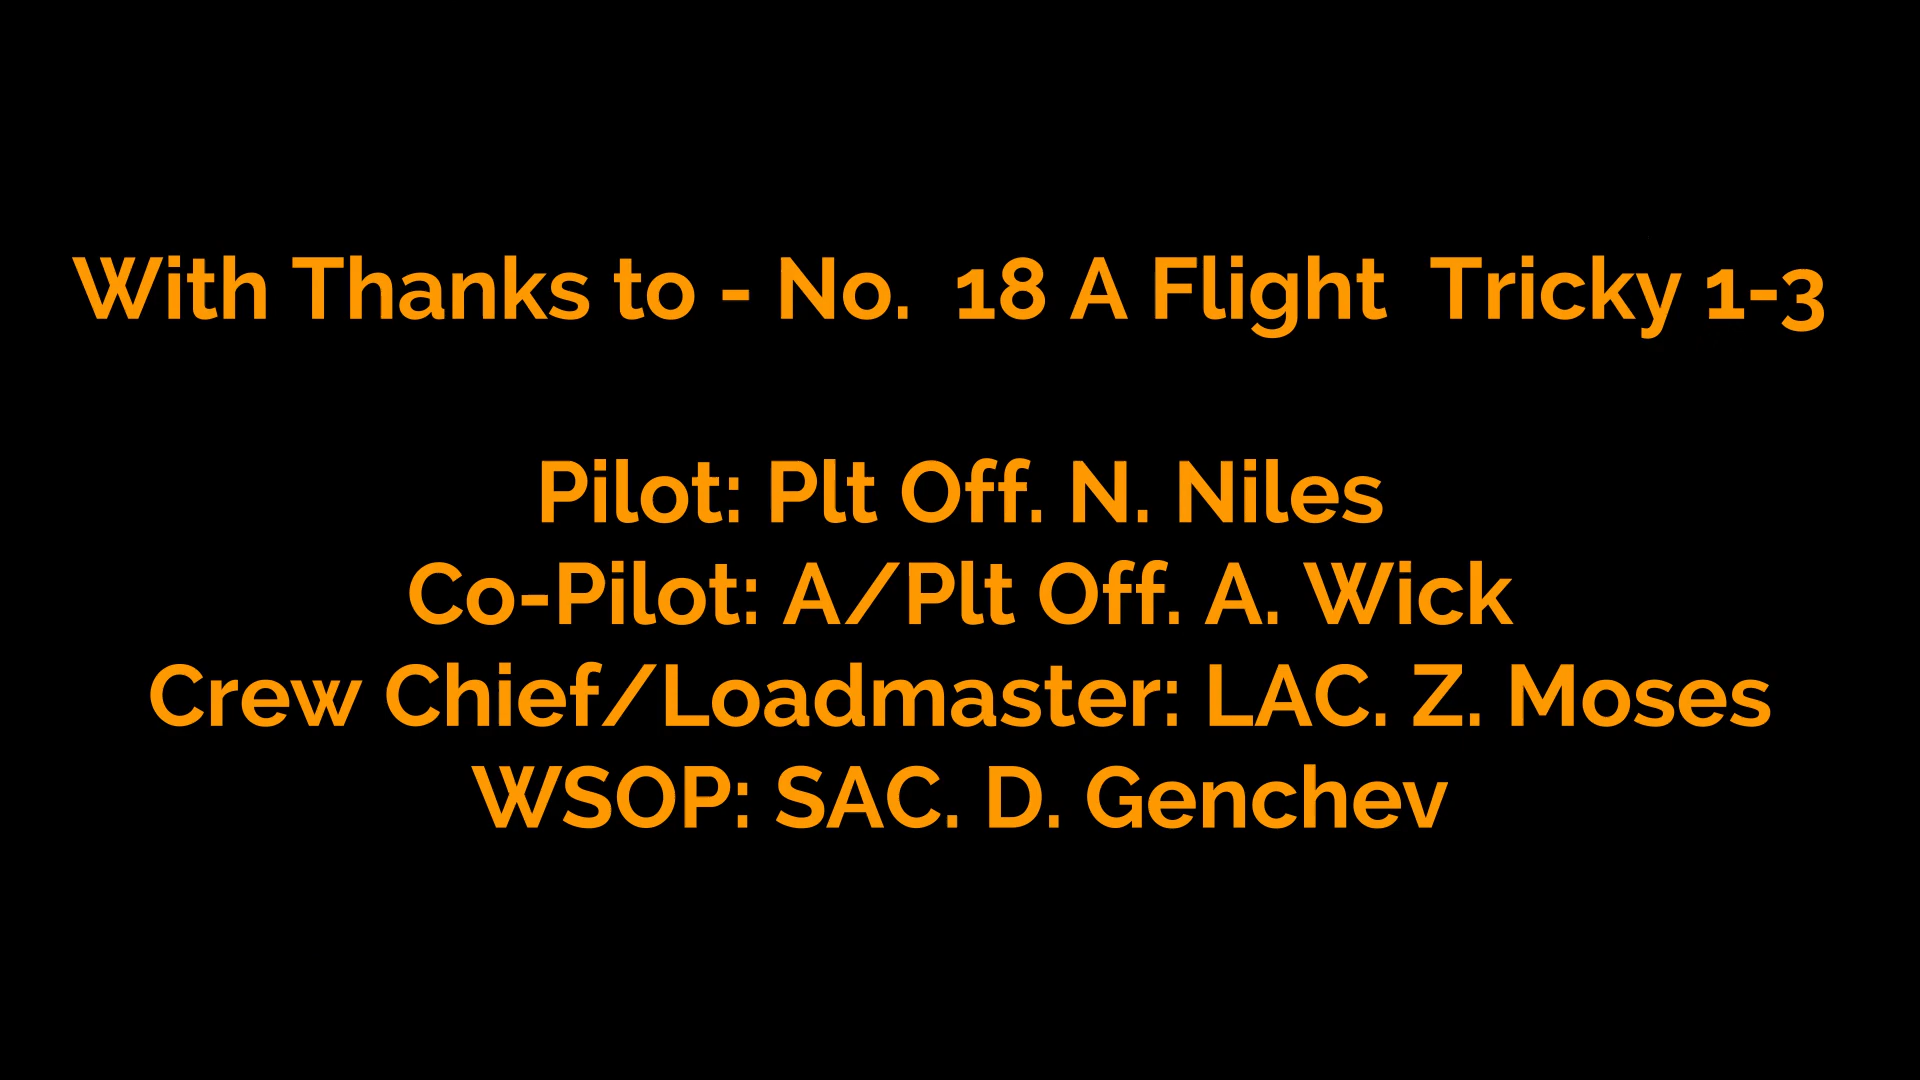 With Thanks to - No.  18 A Flight  Tricky 1-3
Pilot: Plt Off. N. Niles
Co-Pilot: A/Plt Off. A. Wick
Crew Chief/Loadmaster: LAC. Z. Moses
WSOP: SAC. D. Genchev